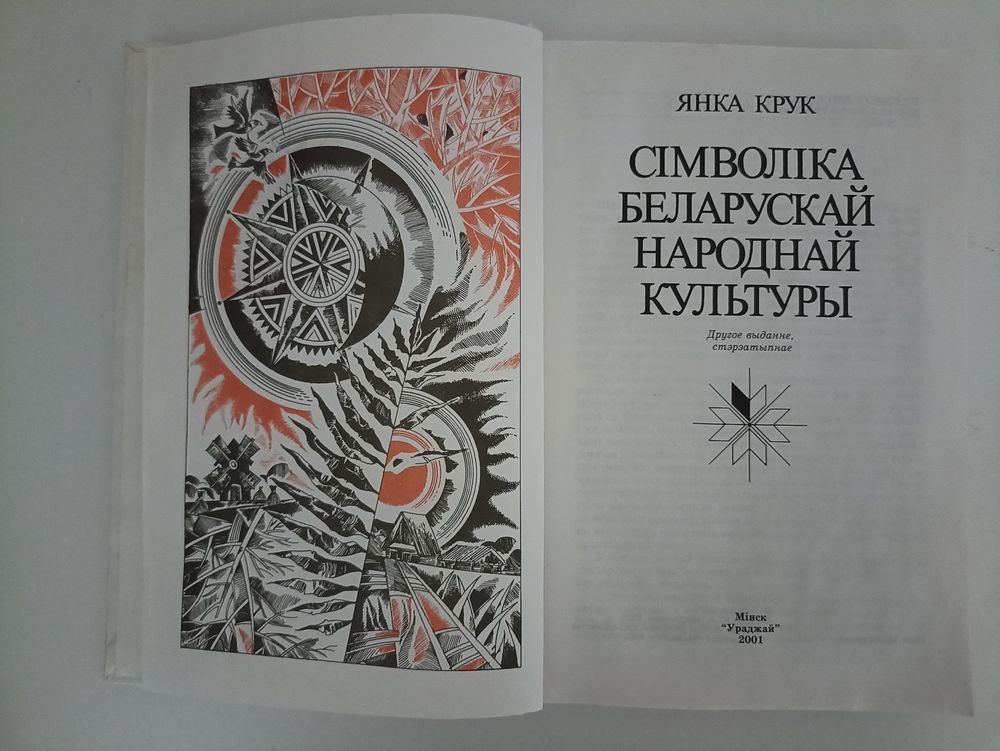 ЯНКА КРУК
СІМВОЛІКА
БЕЛАРУСКАЙ
НАРОДНАЙ
КУЛЬТУРЫ
Другое выданне,
стэрэатыпнае
Мінск
"Ураджай"
2001